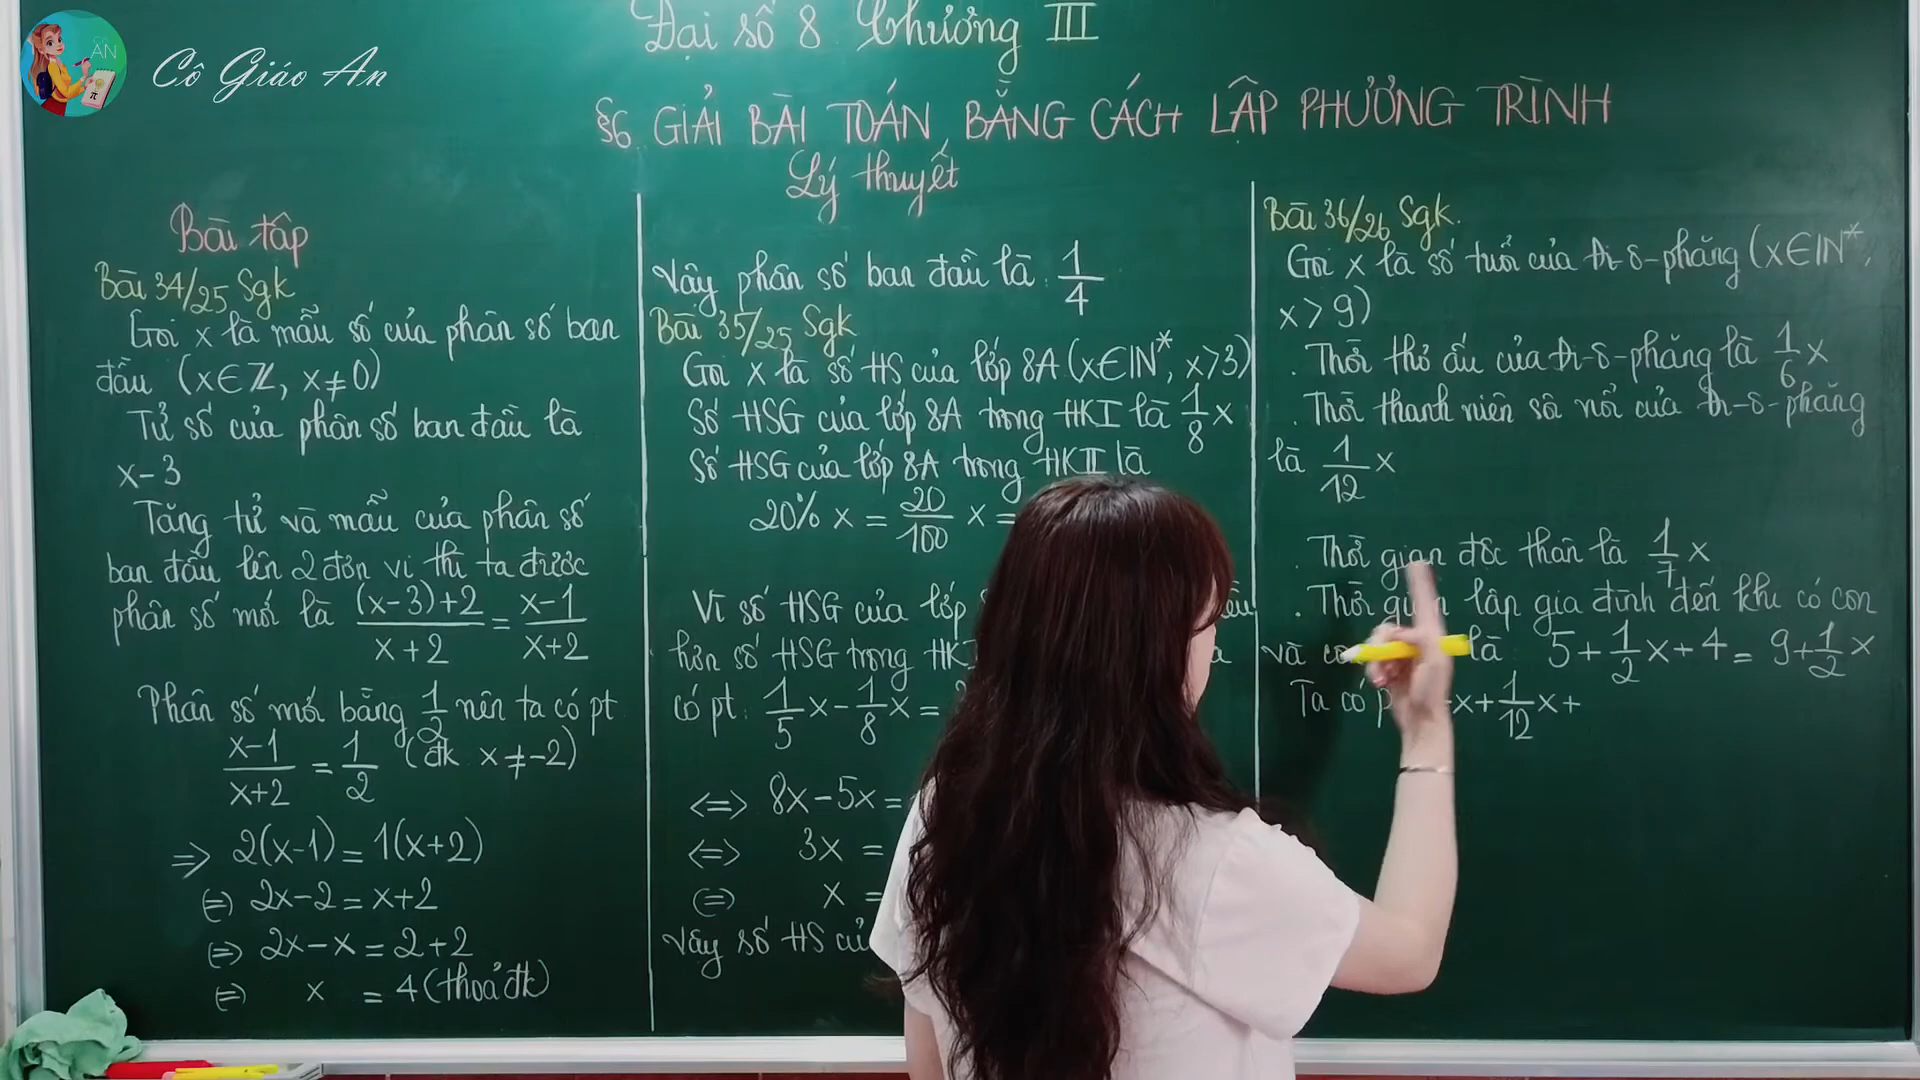 AN
Cô Giáo An
Đại số 8 Chương III
§6 GIẢI BÀI TOÁN BẰNG CÁCH LẬP PHƯƠNG TRÌNH
Lý thuyết
Bài tập
Bài 34/25 Sgk
Gọi x là mẫu số của phân số ban
đầu (x∈ℤ, x≠0)
Tử số của phân số ban đầu là
x-3
Tăng tử và mẫu của phân số
ban đầu lên 2 đơn vị thì ta được
phân số mới là (x-3)+2/x+2 = x-1/x+2
Phân số mới bằng 1/2 nên ta có pt
x-1/x+2 = 1/2 (đk x≠-2)
=> 2(x-1) = 1(x+2)
(=) 2x-2 = x+2
(=) 2x-x = 2+2
(=) x = 4 (thoả đk)
Vậy phân số ban đầu là 1/4
Bài 35/25 Sgk
Gọi x là số HS của lớp 8A (x∈ℕ*, x>3)
Số HSG của lớp 8A trong HKI là 1/8 x
Số HSG của lớp 8A trong HKII là
20% x = 20/100 x =
Vì số HSG của lớp
hơn số HSG trong HK
có pt: 1/5 x - 1/8 x =
<=> 8x-5x =
<=> 3x =
(=) x =
Vậy số HS củ
Bài 36/26 Sgk.
Gọi x là số tuổi của Đi-ô-phăng (x∈ℕ*,
x>9)
. Thời thơ ấu của Đi-ô-phăng là 1/6 x
. Thời thanh niên sôi nổi của Đi-ô-phăng
là 1/12 x
. Thời gian độc thân là 1/7 x
. Thời gian lập gia đình đến khi có con
và co là: 5+1/2 x+4 = 9+1/2 x
Ta có p x+1/12 x+